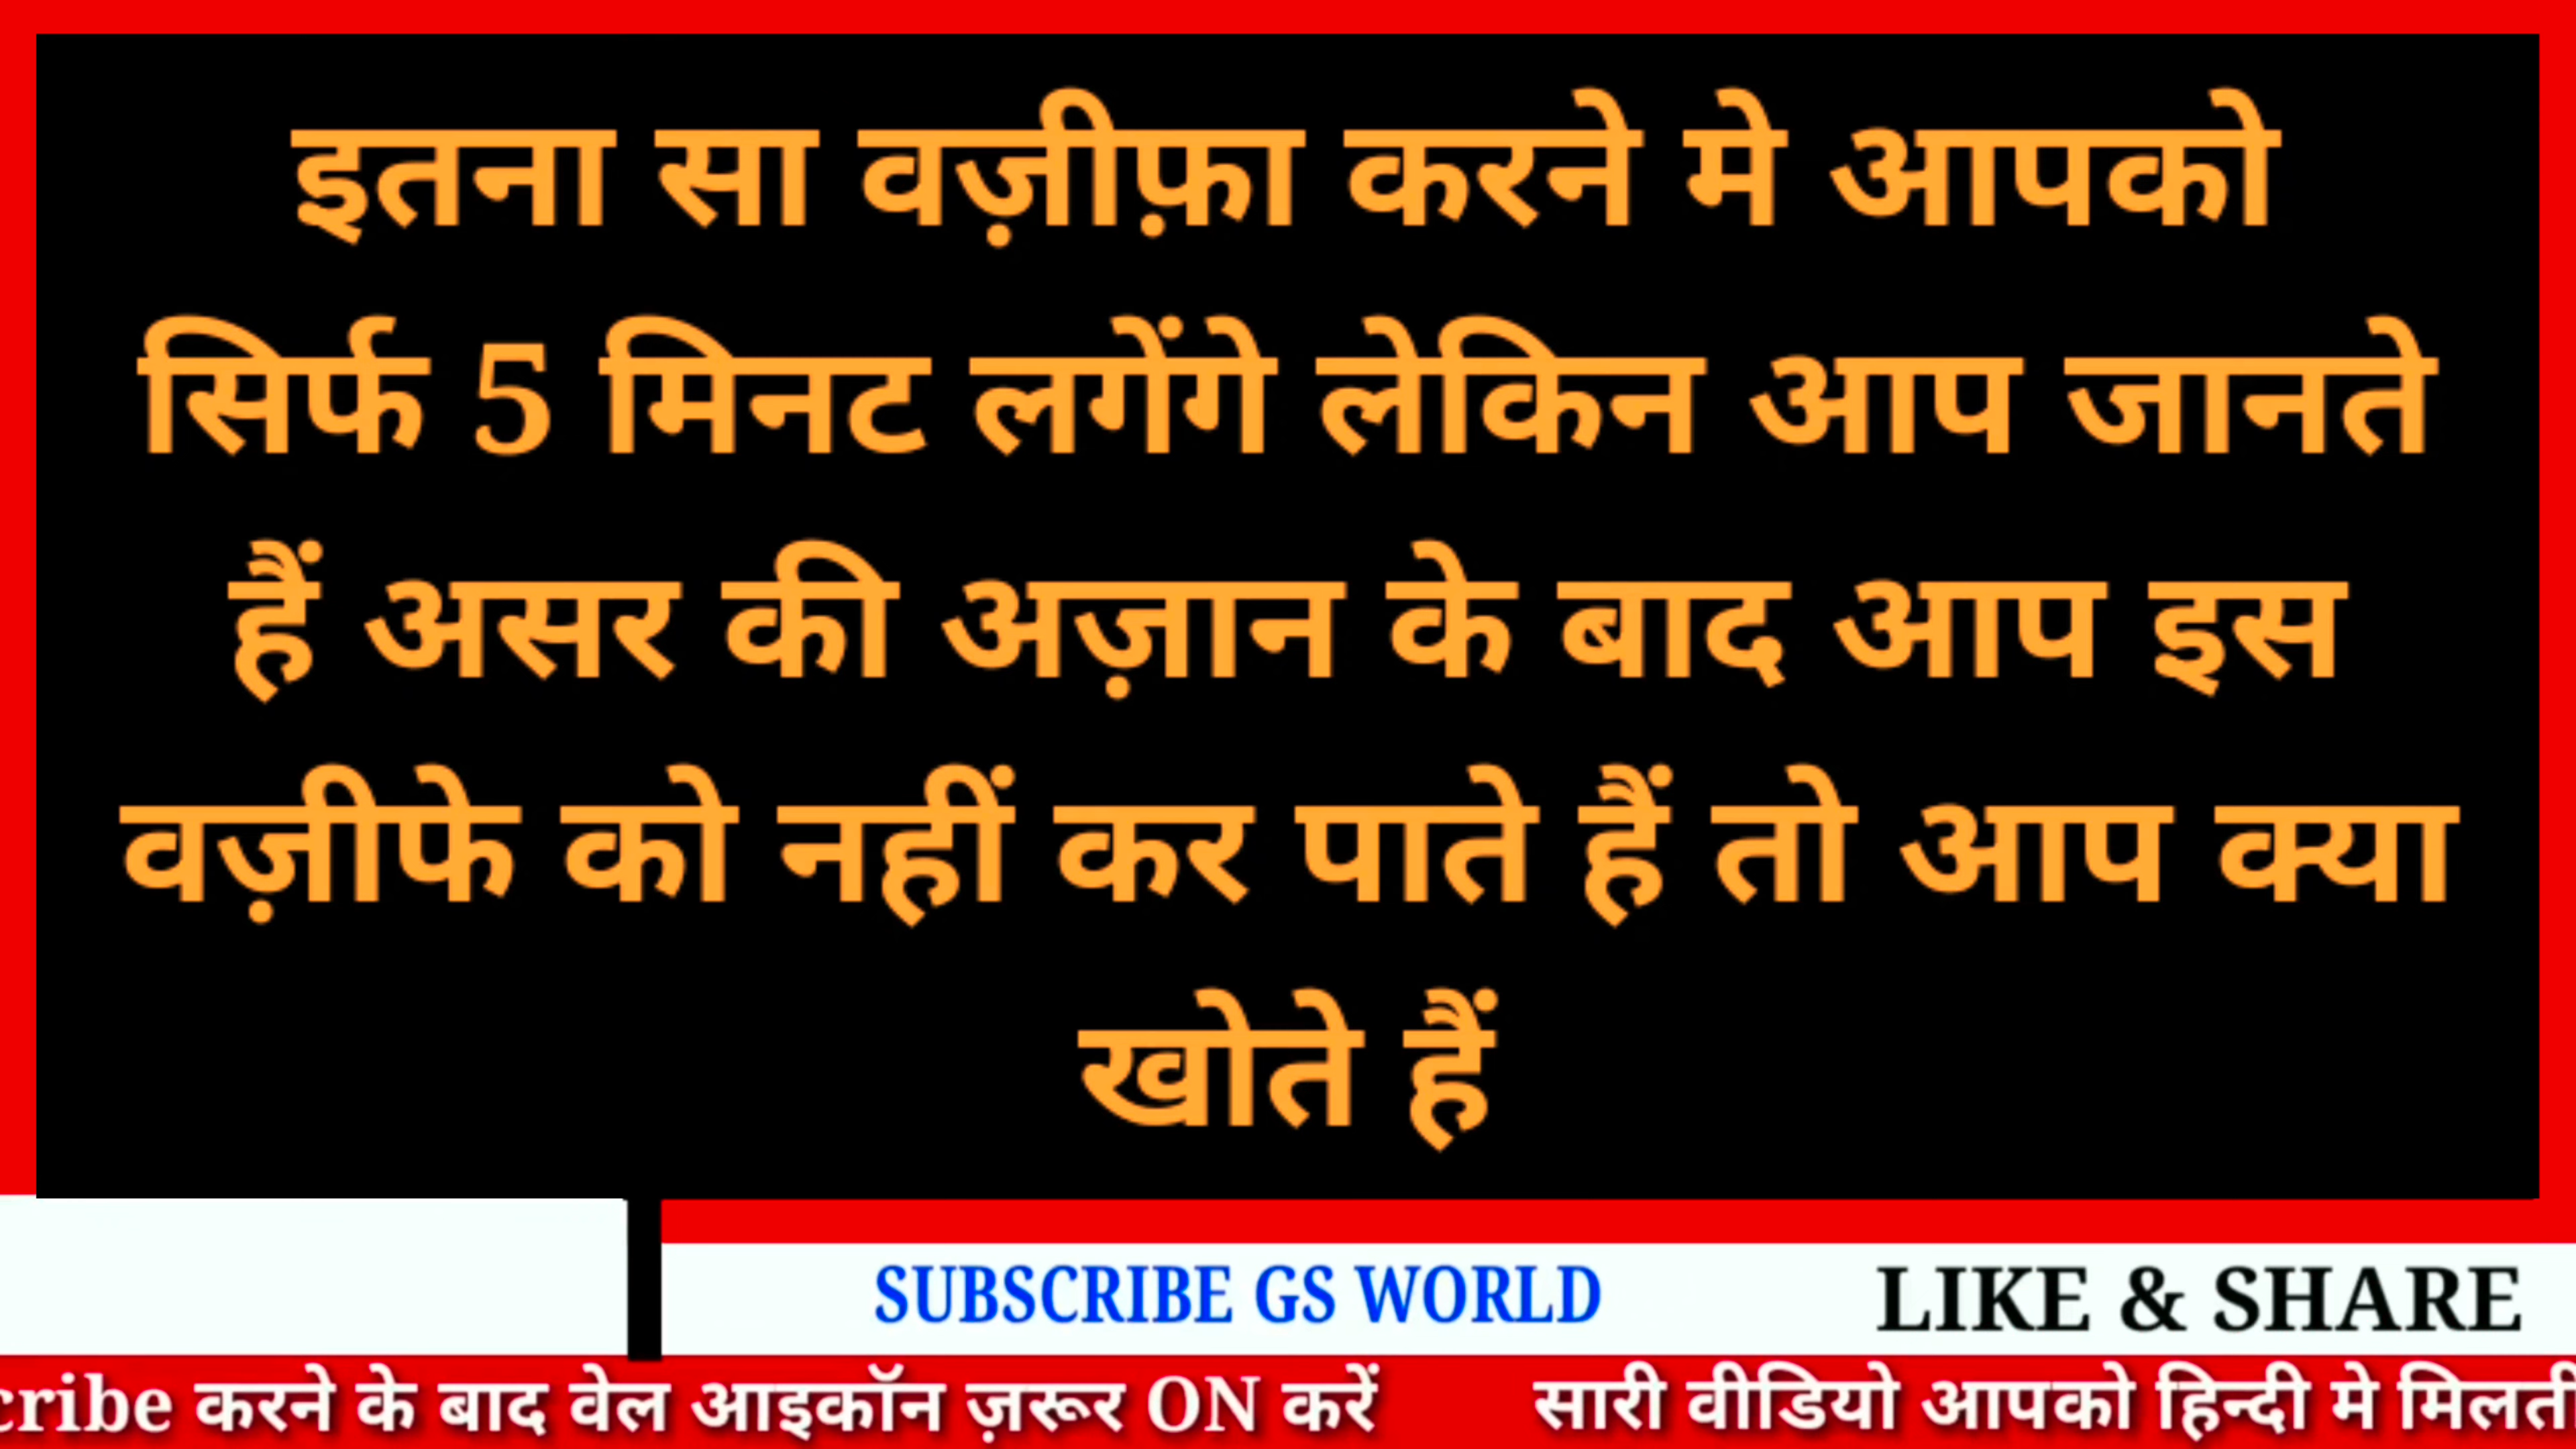 इतना सा वज़ीफ़ा करने मे आपको
सिर्फ 5 मिनट लगेंगे लेकिन आप जानते
हैं असर की अज़ान के बाद आप इस
वज़ीफे को नहीं कर पाते हैं तो आप क्या
खोते हैं
SUBSCRIBE GS WORLD
LIKE & SHARE
cribe करने के बाद वेल आइकॉन ज़रूर ON करें सारी वीडियो आपको हिन्दी मे मिलती